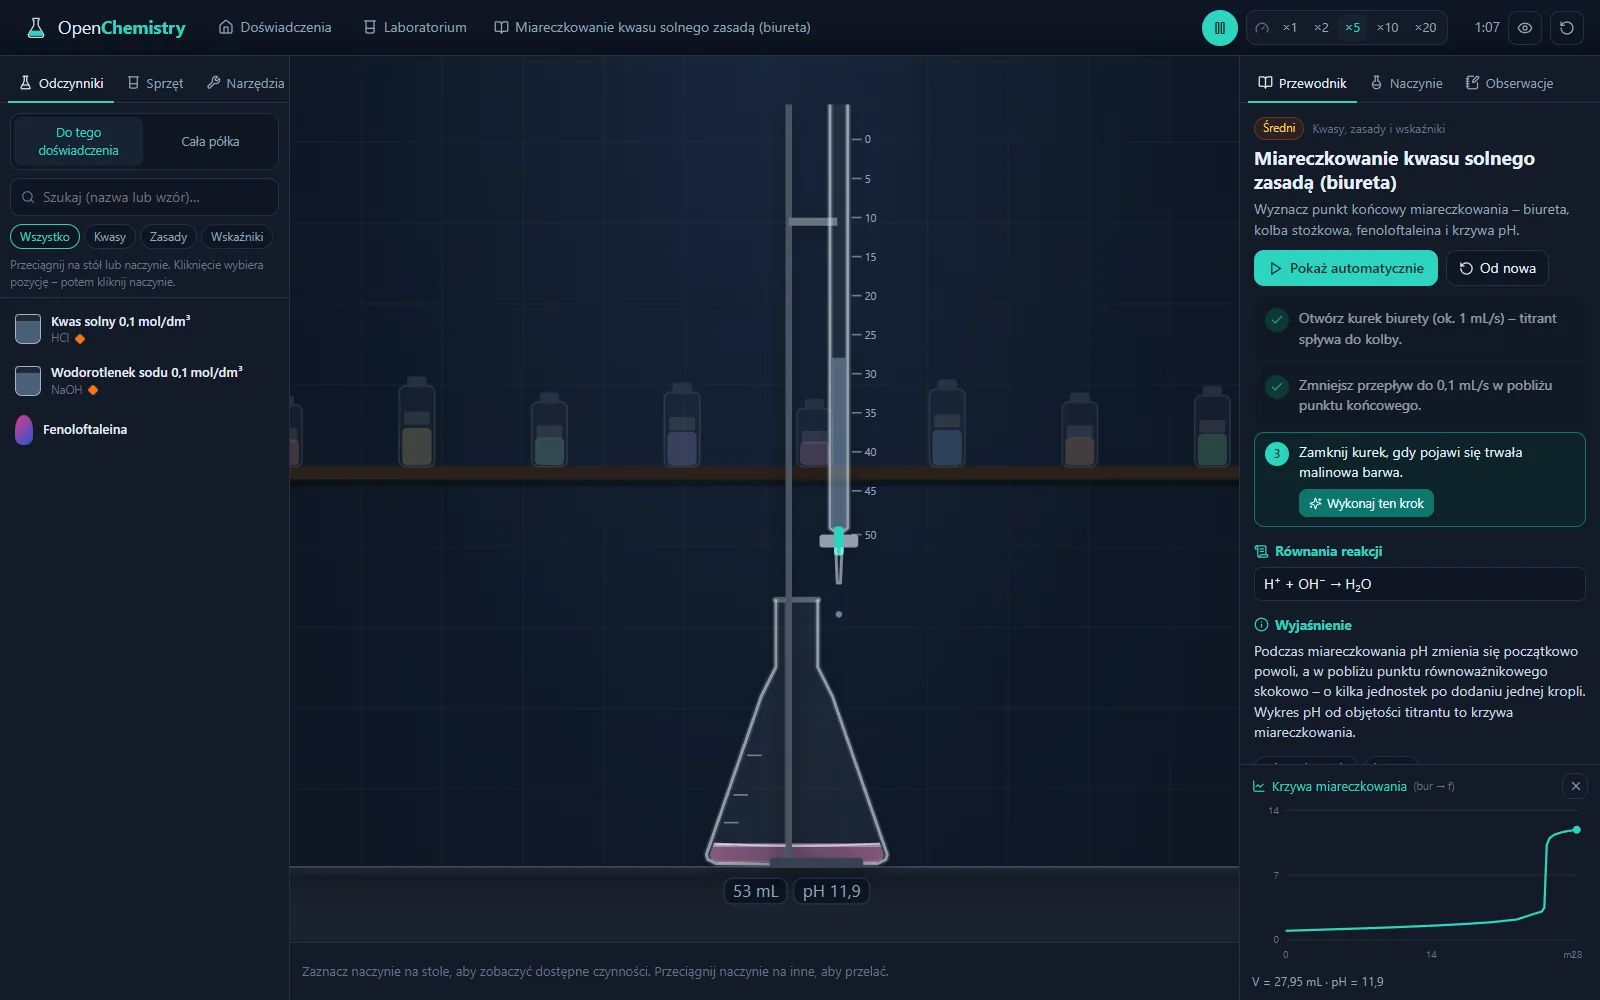 OpenChemistry
Doświadczenia
Laboratorium
Miareczkowanie kwasu solnego zasadą (biureta)
×1
×2
×5
×10
×20
1:07
Odczynniki
Sprzęt
Narzędzia
Do tego
doświadczenia
Cała półka
Szukaj (nazwa lub wzór)...
Wszystko
Kwasy
Zasady
Wskaźniki
Przeciągnij na stół lub naczynie. Kliknięcie wybiera
pozycję – potem kliknij naczynie.
Kwas solny 0,1 mol/dm³
HCl
Wodorotlenek sodu 0,1 mol/dm³
NaOH
Fenoloftaleina
0
5
10
15
20
25
30
35
40
45
50
53 mL
pH 11,9
Zaznacz naczynie na stole, aby zobaczyć dostępne czynności. Przeciągnij naczynie na inne, aby przelać.
Przewodnik
Naczynie
Obserwacje
Średni
Kwasy, zasady i wskaźniki
Miareczkowanie kwasu solnego
zasadą (biureta)
Wyznacz punkt końcowy miareczkowania – biureta,
kolba stożkowa, fenoloftaleina i krzywa pH.
Pokaż automatycznie
Od nowa
Otwórz kurek biurety (ok. 1 mL/s) – titrant
spływa do kolby.
Zmniejsz przepływ do 0,1 mL/s w pobliżu
punktu końcowego.
3
Zamknij kurek, gdy pojawi się trwała
malinowa barwa.
Wykonaj ten krok
Równania reakcji
H⁺ + OH⁻ → H₂O
Wyjaśnienie
Podczas miareczkowania pH zmienia się początkowo
powoli, a w pobliżu punktu równoważnikowego
skokowo – o kilka jednostek po dodaniu jednej kropli.
Wykres pH od objętości titrantu to krzywa
miareczkowania.
Krzywa miareczkowania (bur → f)
14
7
0
0
14
28
V = 27,95 mL · pH = 11,9